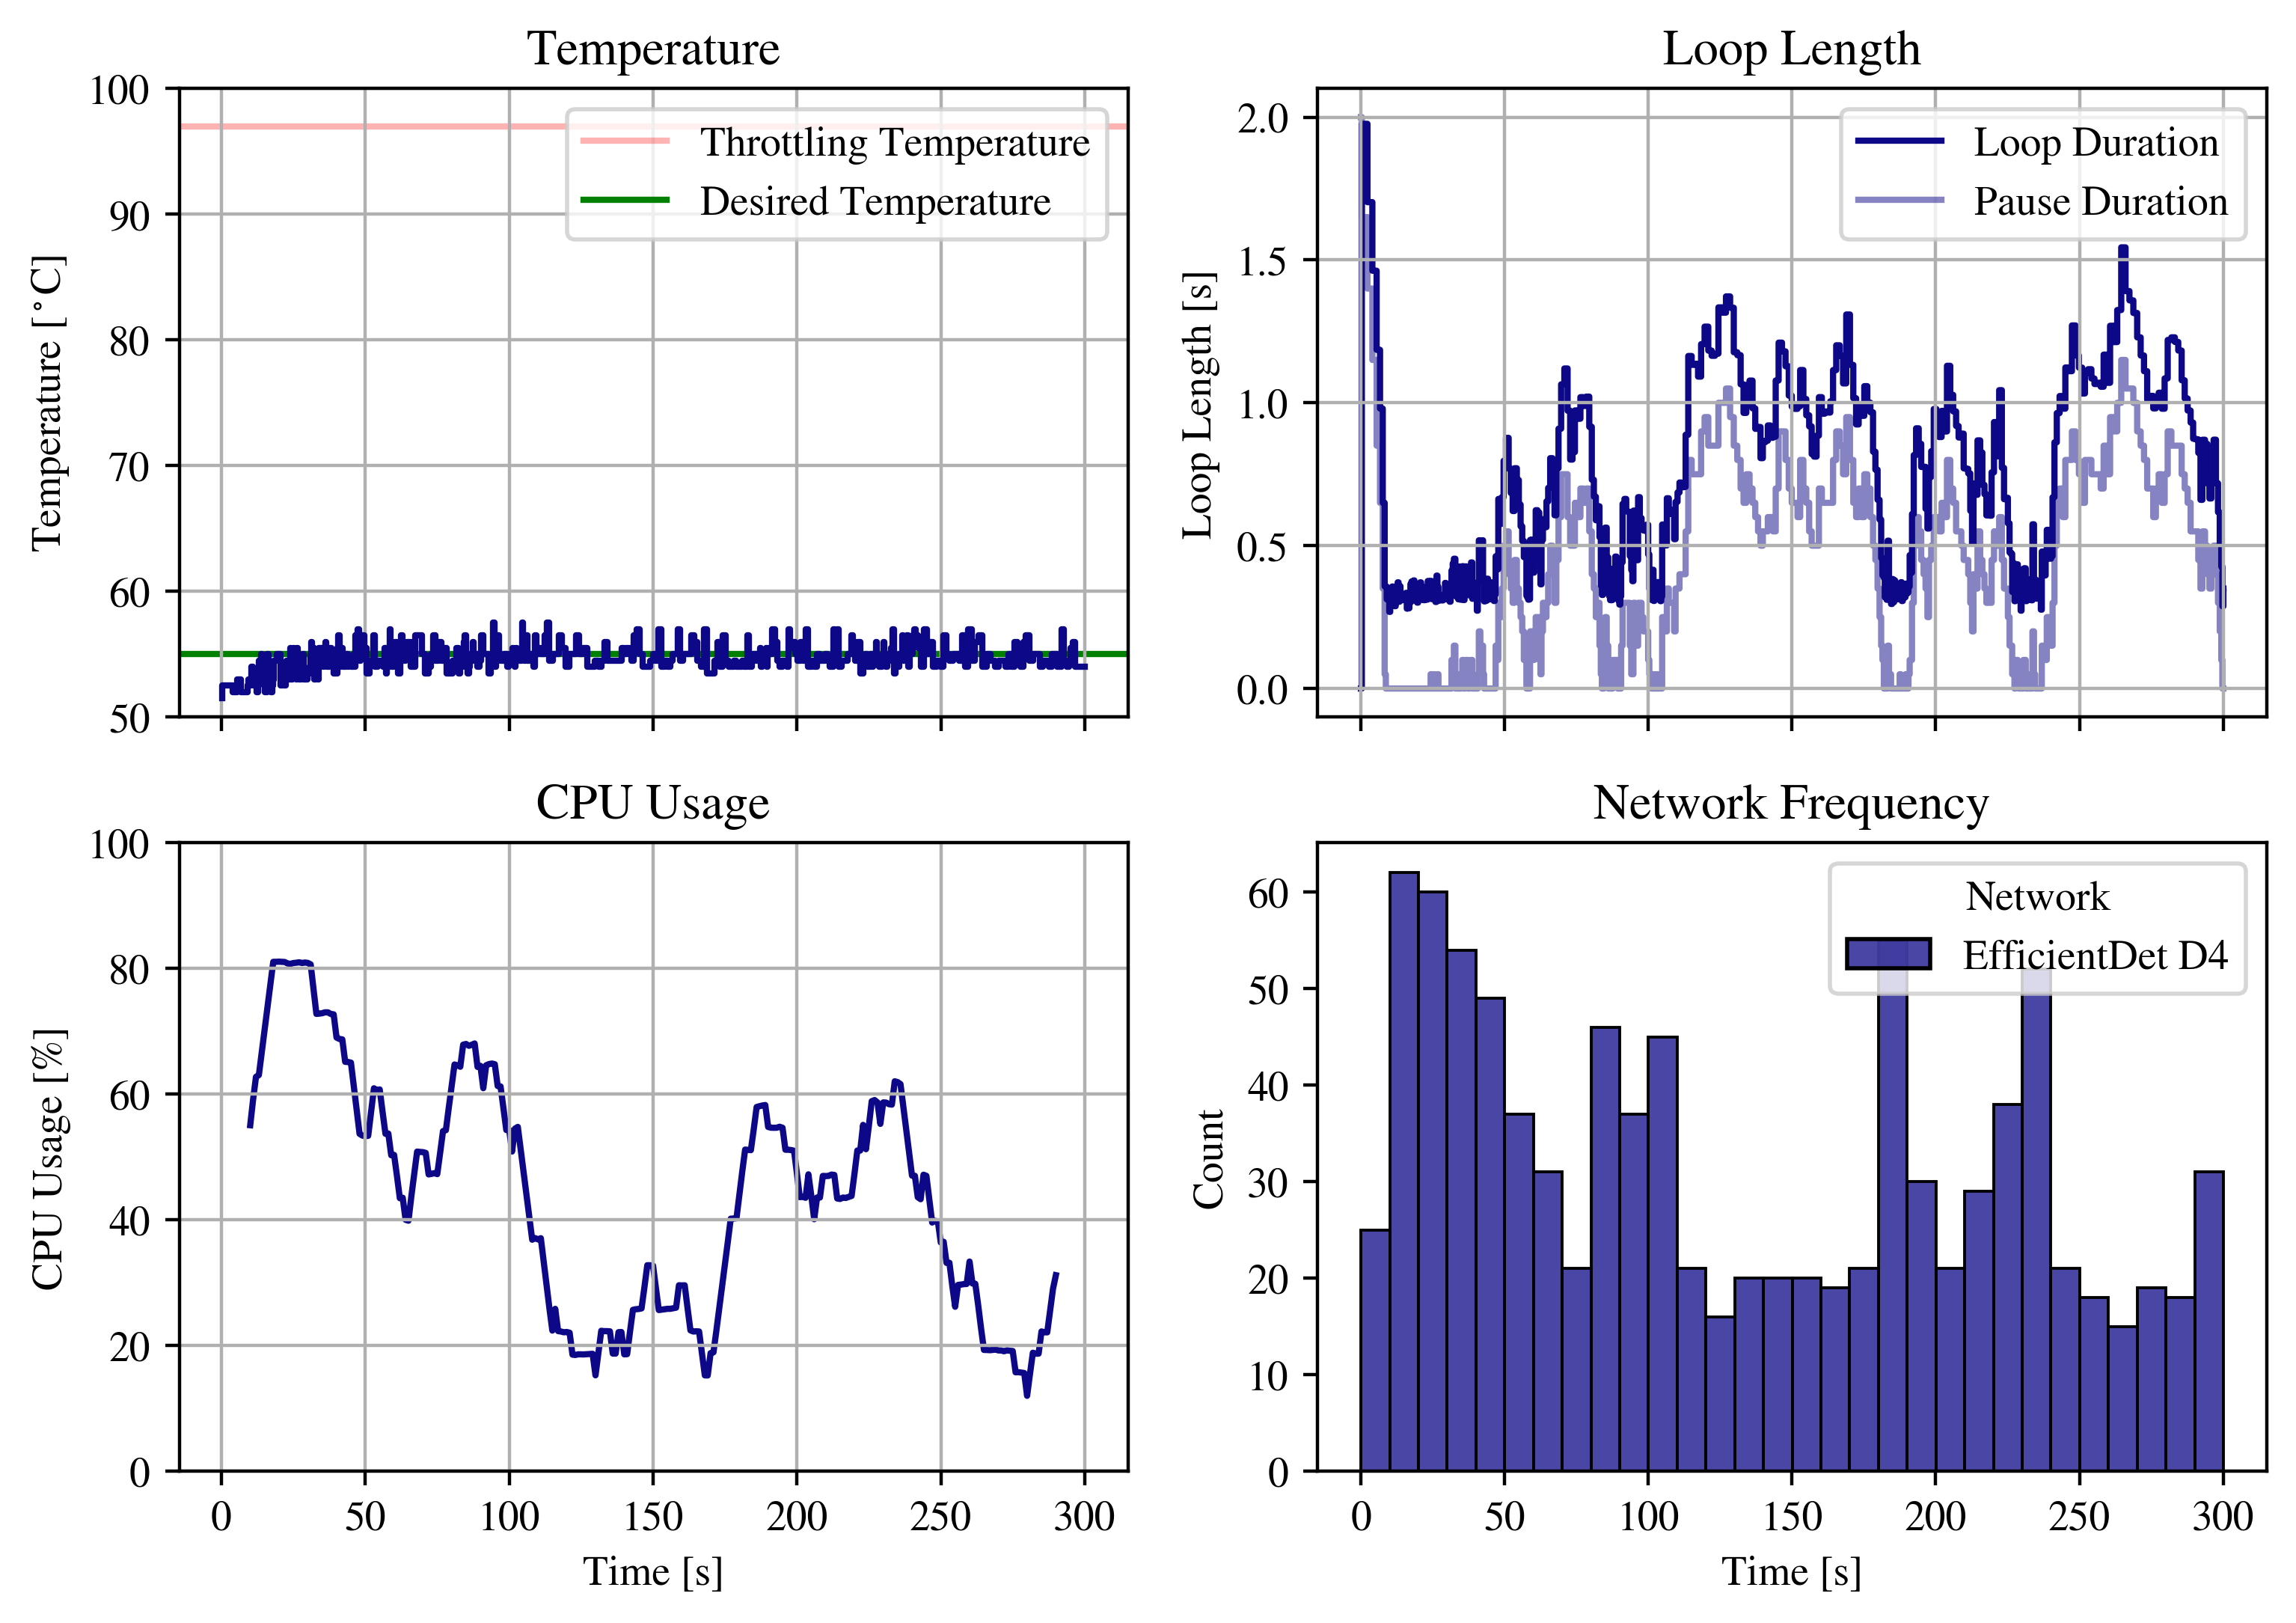 Temperature
100
90
80
70
60
50
Temperature [°C]
Throttling Temperature
Desired Temperature
Loop Length
2.0
1.5
1.0
0.5
0.0
Loop Length [s]
Loop Duration
Pause Duration
CPU Usage
100
80
60
40
20
0
CPU Usage [%]
0 50 100 150 200 250 300
Time [s]
Network Frequency
60
50
40
30
20
10
0
Count
Network
EfficientDet D4
0 50 100 150 200 250 300
Time [s]